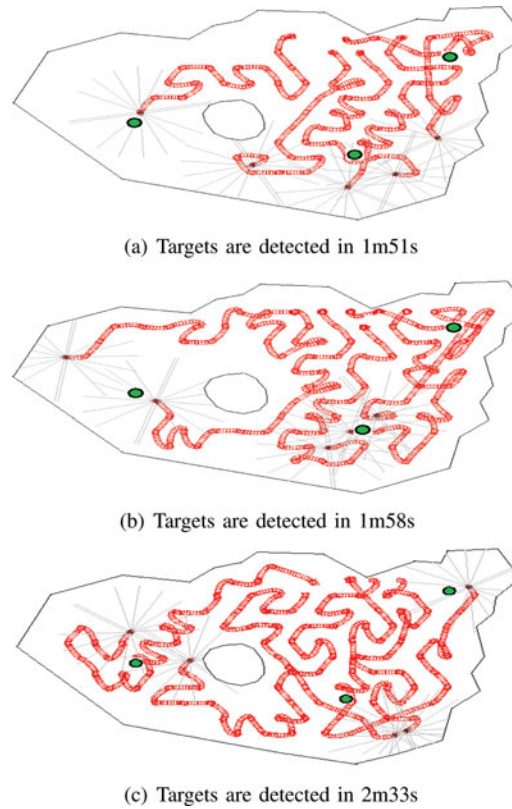 (a) Targets are detected in 1m51s
(b) Targets are detected in 1m58s
(c) Targets are detected in 2m33s